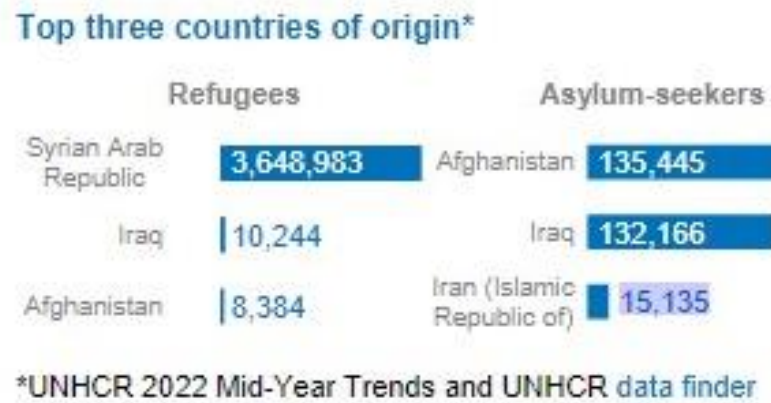 Top three countries of origin*
Refugees
Syrian Arab
Republic
3,648,983
Iraq
10,244
Afghanistan
8,384
Asylum-seekers
Afghanistan
135,445
Iraq
132,166
Iran (Islamic
Republic of)
15,135
*UNHCR 2022 Mid-Year Trends and UNHCR data finder